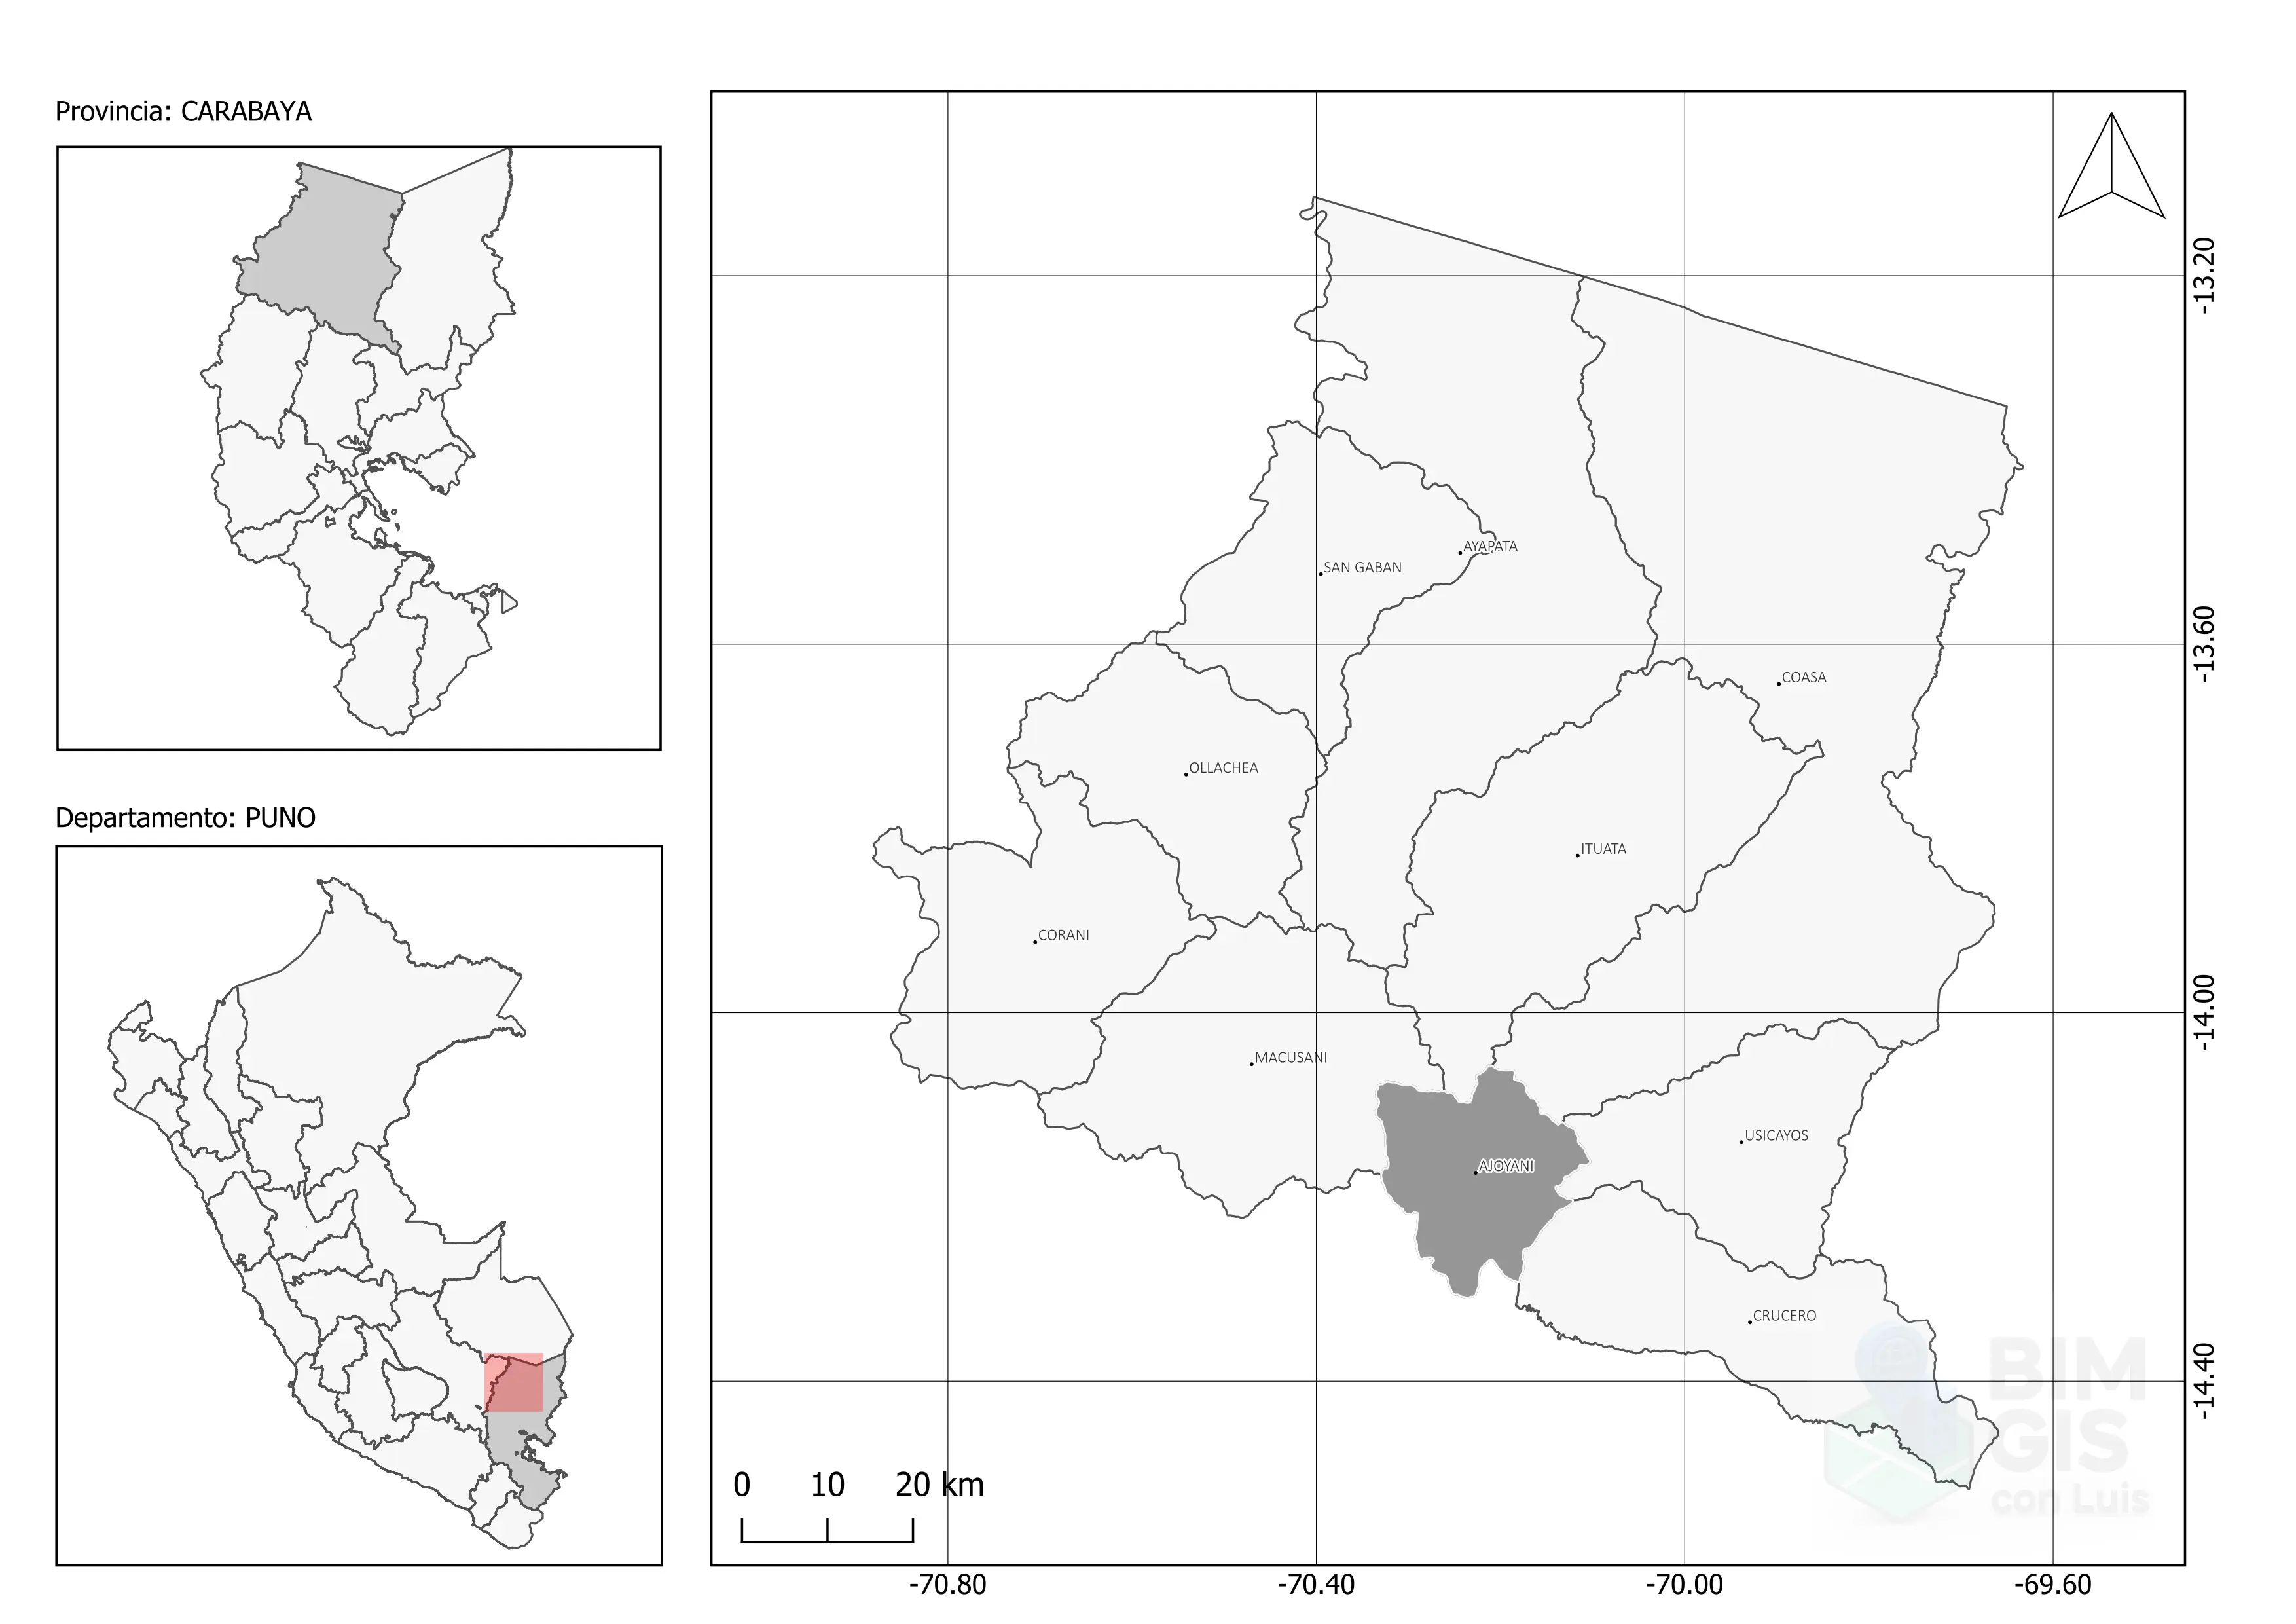 Provincia: CARABAYA
Departamento: PUNO
AYAPATA
SAN GABAN
COASA
OLLACHEA
ITUATA
CORANI
MACUSANI
USICAYOS
AJOYANI
CRUCERO
-13.20
-13.60
-14.00
-14.40
BIM
GIS
con Luis
0 10 20 km
-70.80 -70.40 -70.00 -69.60